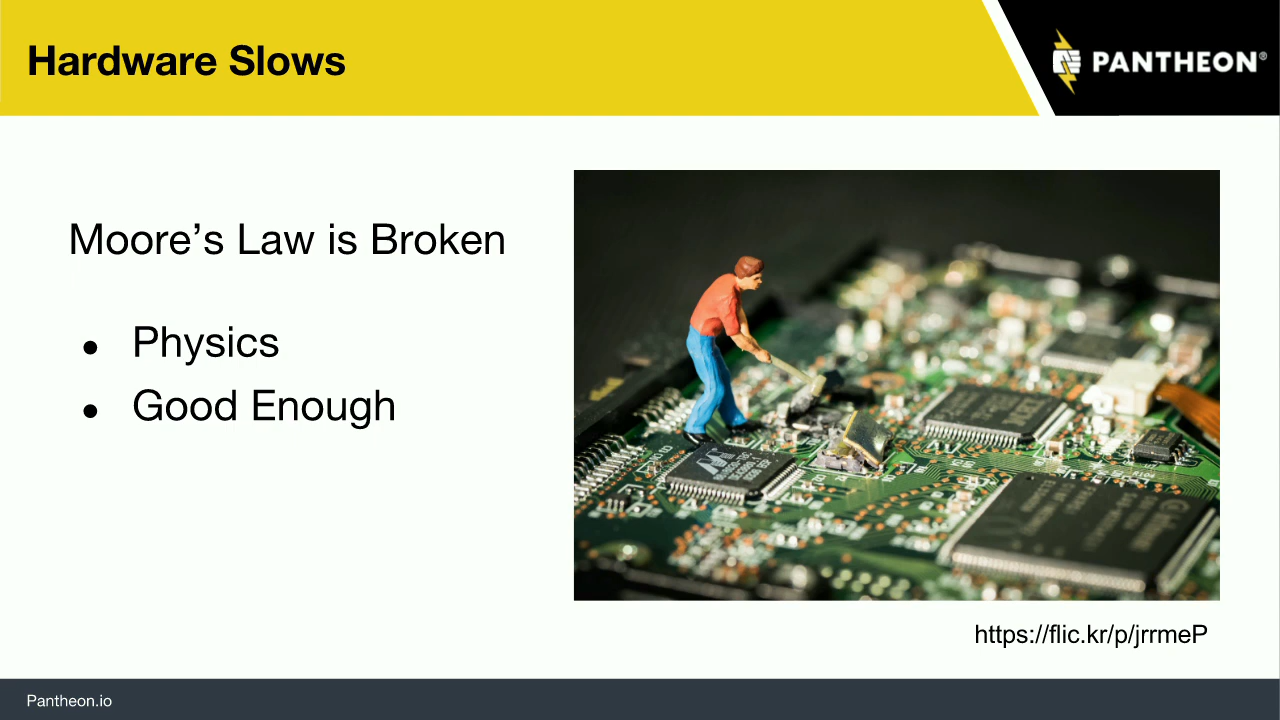 Hardware Slows
PANTHEON®
Moore’s Law is Broken
● Physics
● Good Enough
https://flic.kr/p/jrrmeP
Pantheon.io